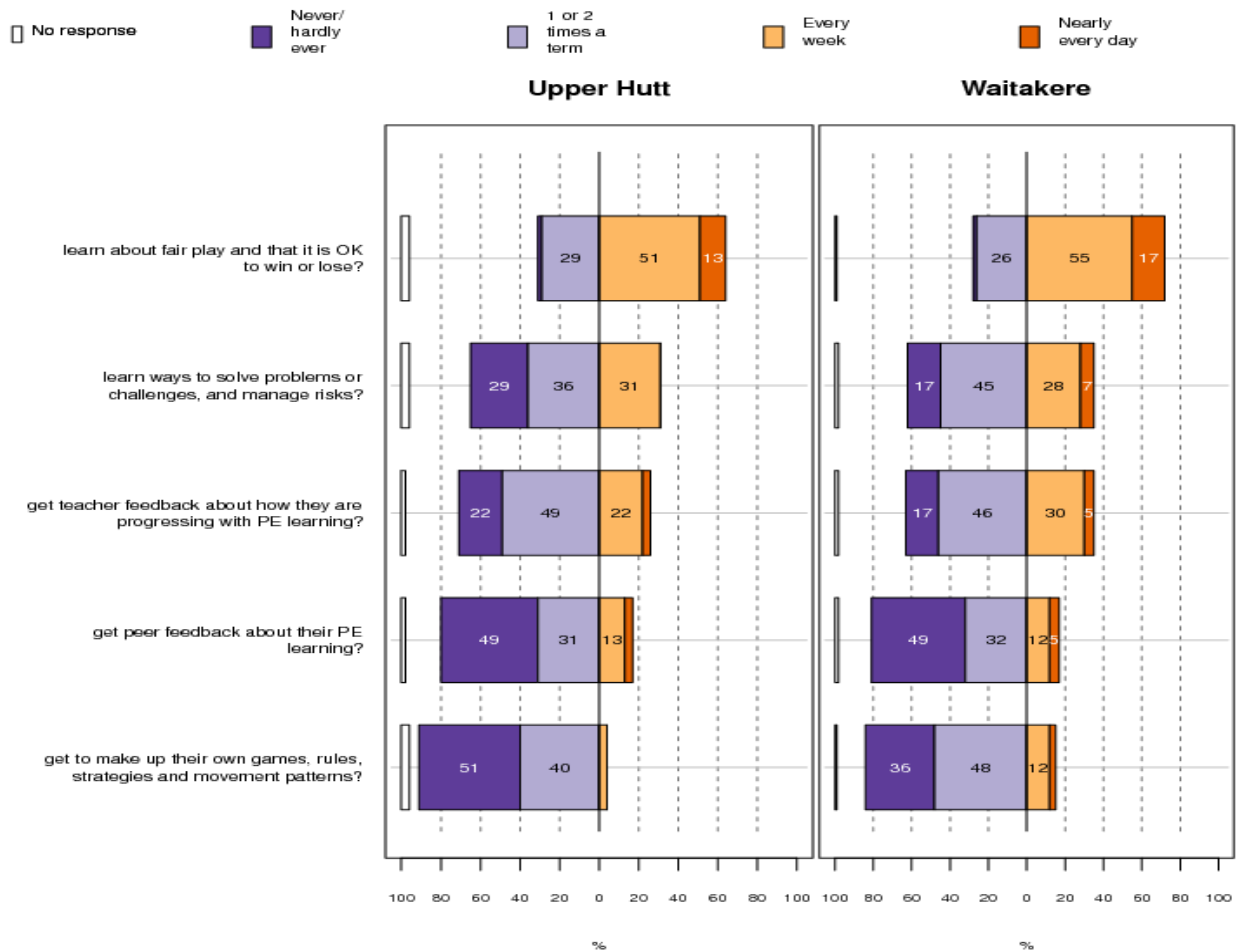 No response
Never/
hardly
ever
1 or 2
times a
term
Every
week
Nearly
every day
Upper Hutt
Waitakere
learn about fair play and that it is OK
to win or lose?
29 51 13
26 55 17
learn ways to solve problems or
challenges, and manage risks?
29 36 31
17 45 28 7
get teacher feedback about how they are
progressing with PE learning?
22 49 22
17 46 30 5
get peer feedback about their PE
learning?
49 31 13
49 32 12 5
get to make up their own games, rules,
strategies and movement patterns?
51 40
36 48 12
100 80 60 40 20 0 20 40 60 80 100
100 80 60 40 20 0 20 40 60 80 100
%
%